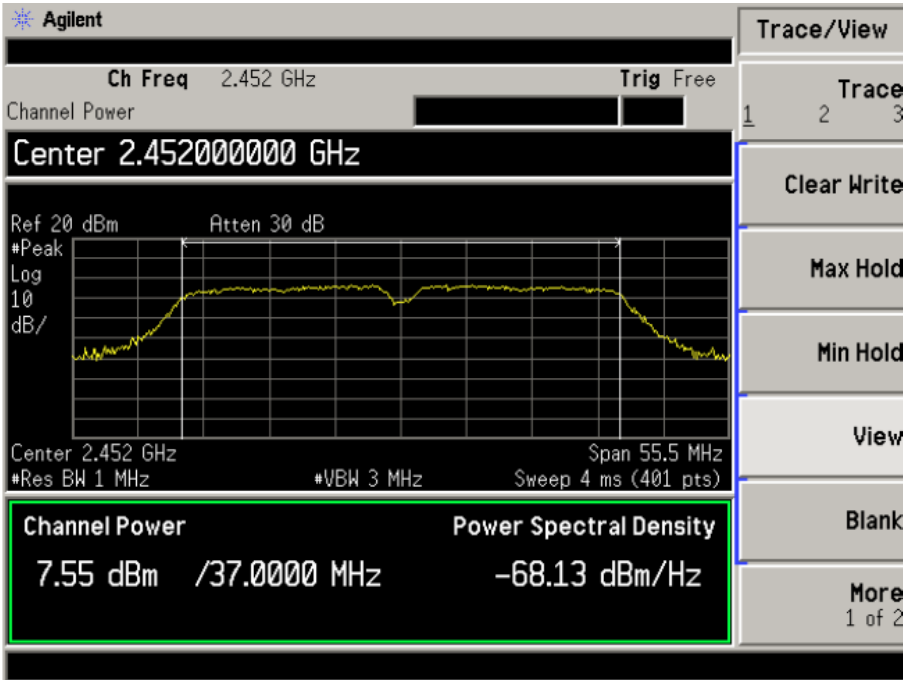 Agilent
Trace/View
Ch Freq 2.452 GHz Trig Free
Channel Power
Trace
1 2 3
Center 2.452000000 GHz
Clear Write
Ref 20 dBm Atten 30 dB
#Peak
Log
10
dB/
Max Hold
Min Hold
View
Center 2.452 GHz Span 55.5 MHz
#Res BW 1 MHz #VBW 3 MHz Sweep 4 ms (401 pts)
Channel Power Power Spectral Density
7.55 dBm /37.0000 MHz -68.13 dBm/Hz
Blank
More
1 of 2